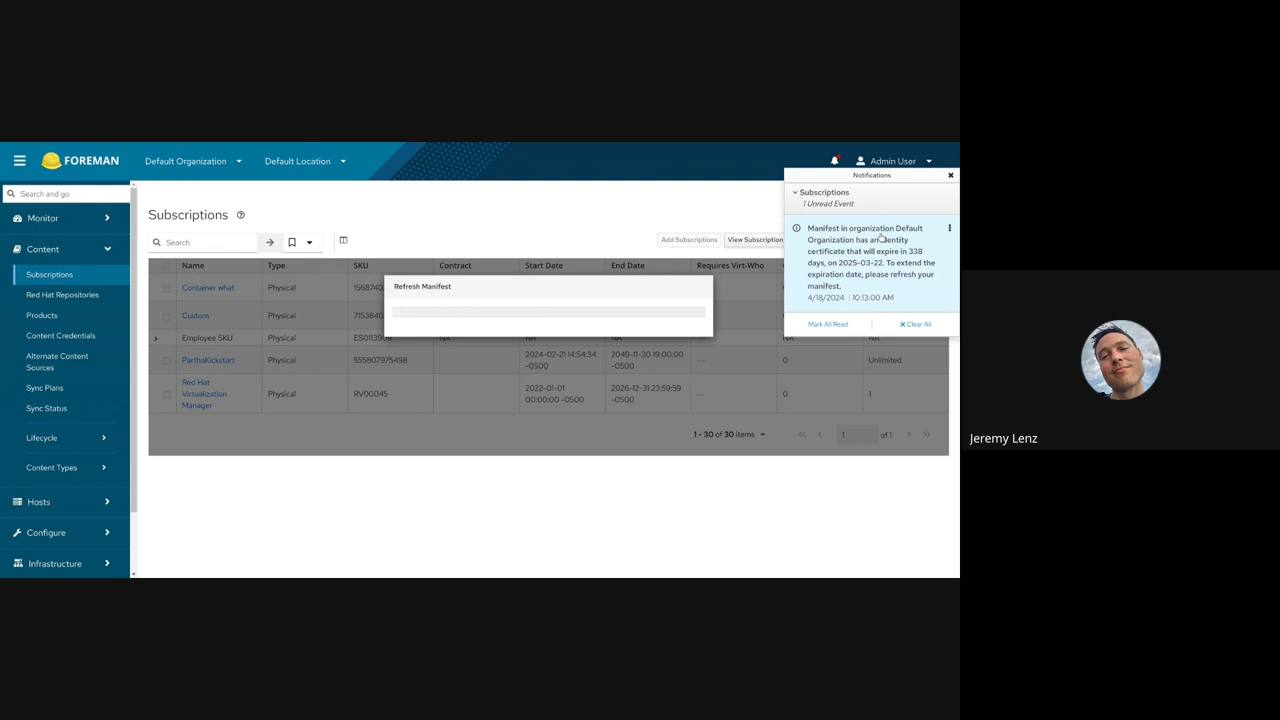 FOREMAN
Default Organization
Default Location
Admin User
Search and go
Monitor
Content
Subscriptions
Red Hat Repositories
Products
Content Credentials
Alternate Content
Sources
Sync Plans
Sync Status
Lifecycle
Content Types
Hosts
Configure
Infrastructure
Subscriptions
Search
Add Subscriptions
View Subscription
Name Type SKU Contract Start Date End Date Requires Virt-Who
Container what Physical
Custom Physical
Employee SKU Physical ES0113909 NA NA NA NA
ParthaKickstart Physical 555807975498 2024-02-21 14:54:34 -0500 2049-11-30 19:00:00 -0500 --- 0 Unlimited
Red Hat Virtualization Manager Physical RV00045 2022-01-01 00:00:00 -0500 2026-12-31 23:59:59 -0500 --- 0 1
1 - 30 of 30 items
1 of 1
Refresh Manifest
Notifications
Subscriptions
1 Unread Event
Manifest in organization Default
Organization has an identity
certificate that will expire in 338
days, on 2025-03-22. To extend the
expiration date, please refresh your
manifest.
4/18/2024 | 10:13:00 AM
Mark All Read
Clear All
Jeremy Lenz